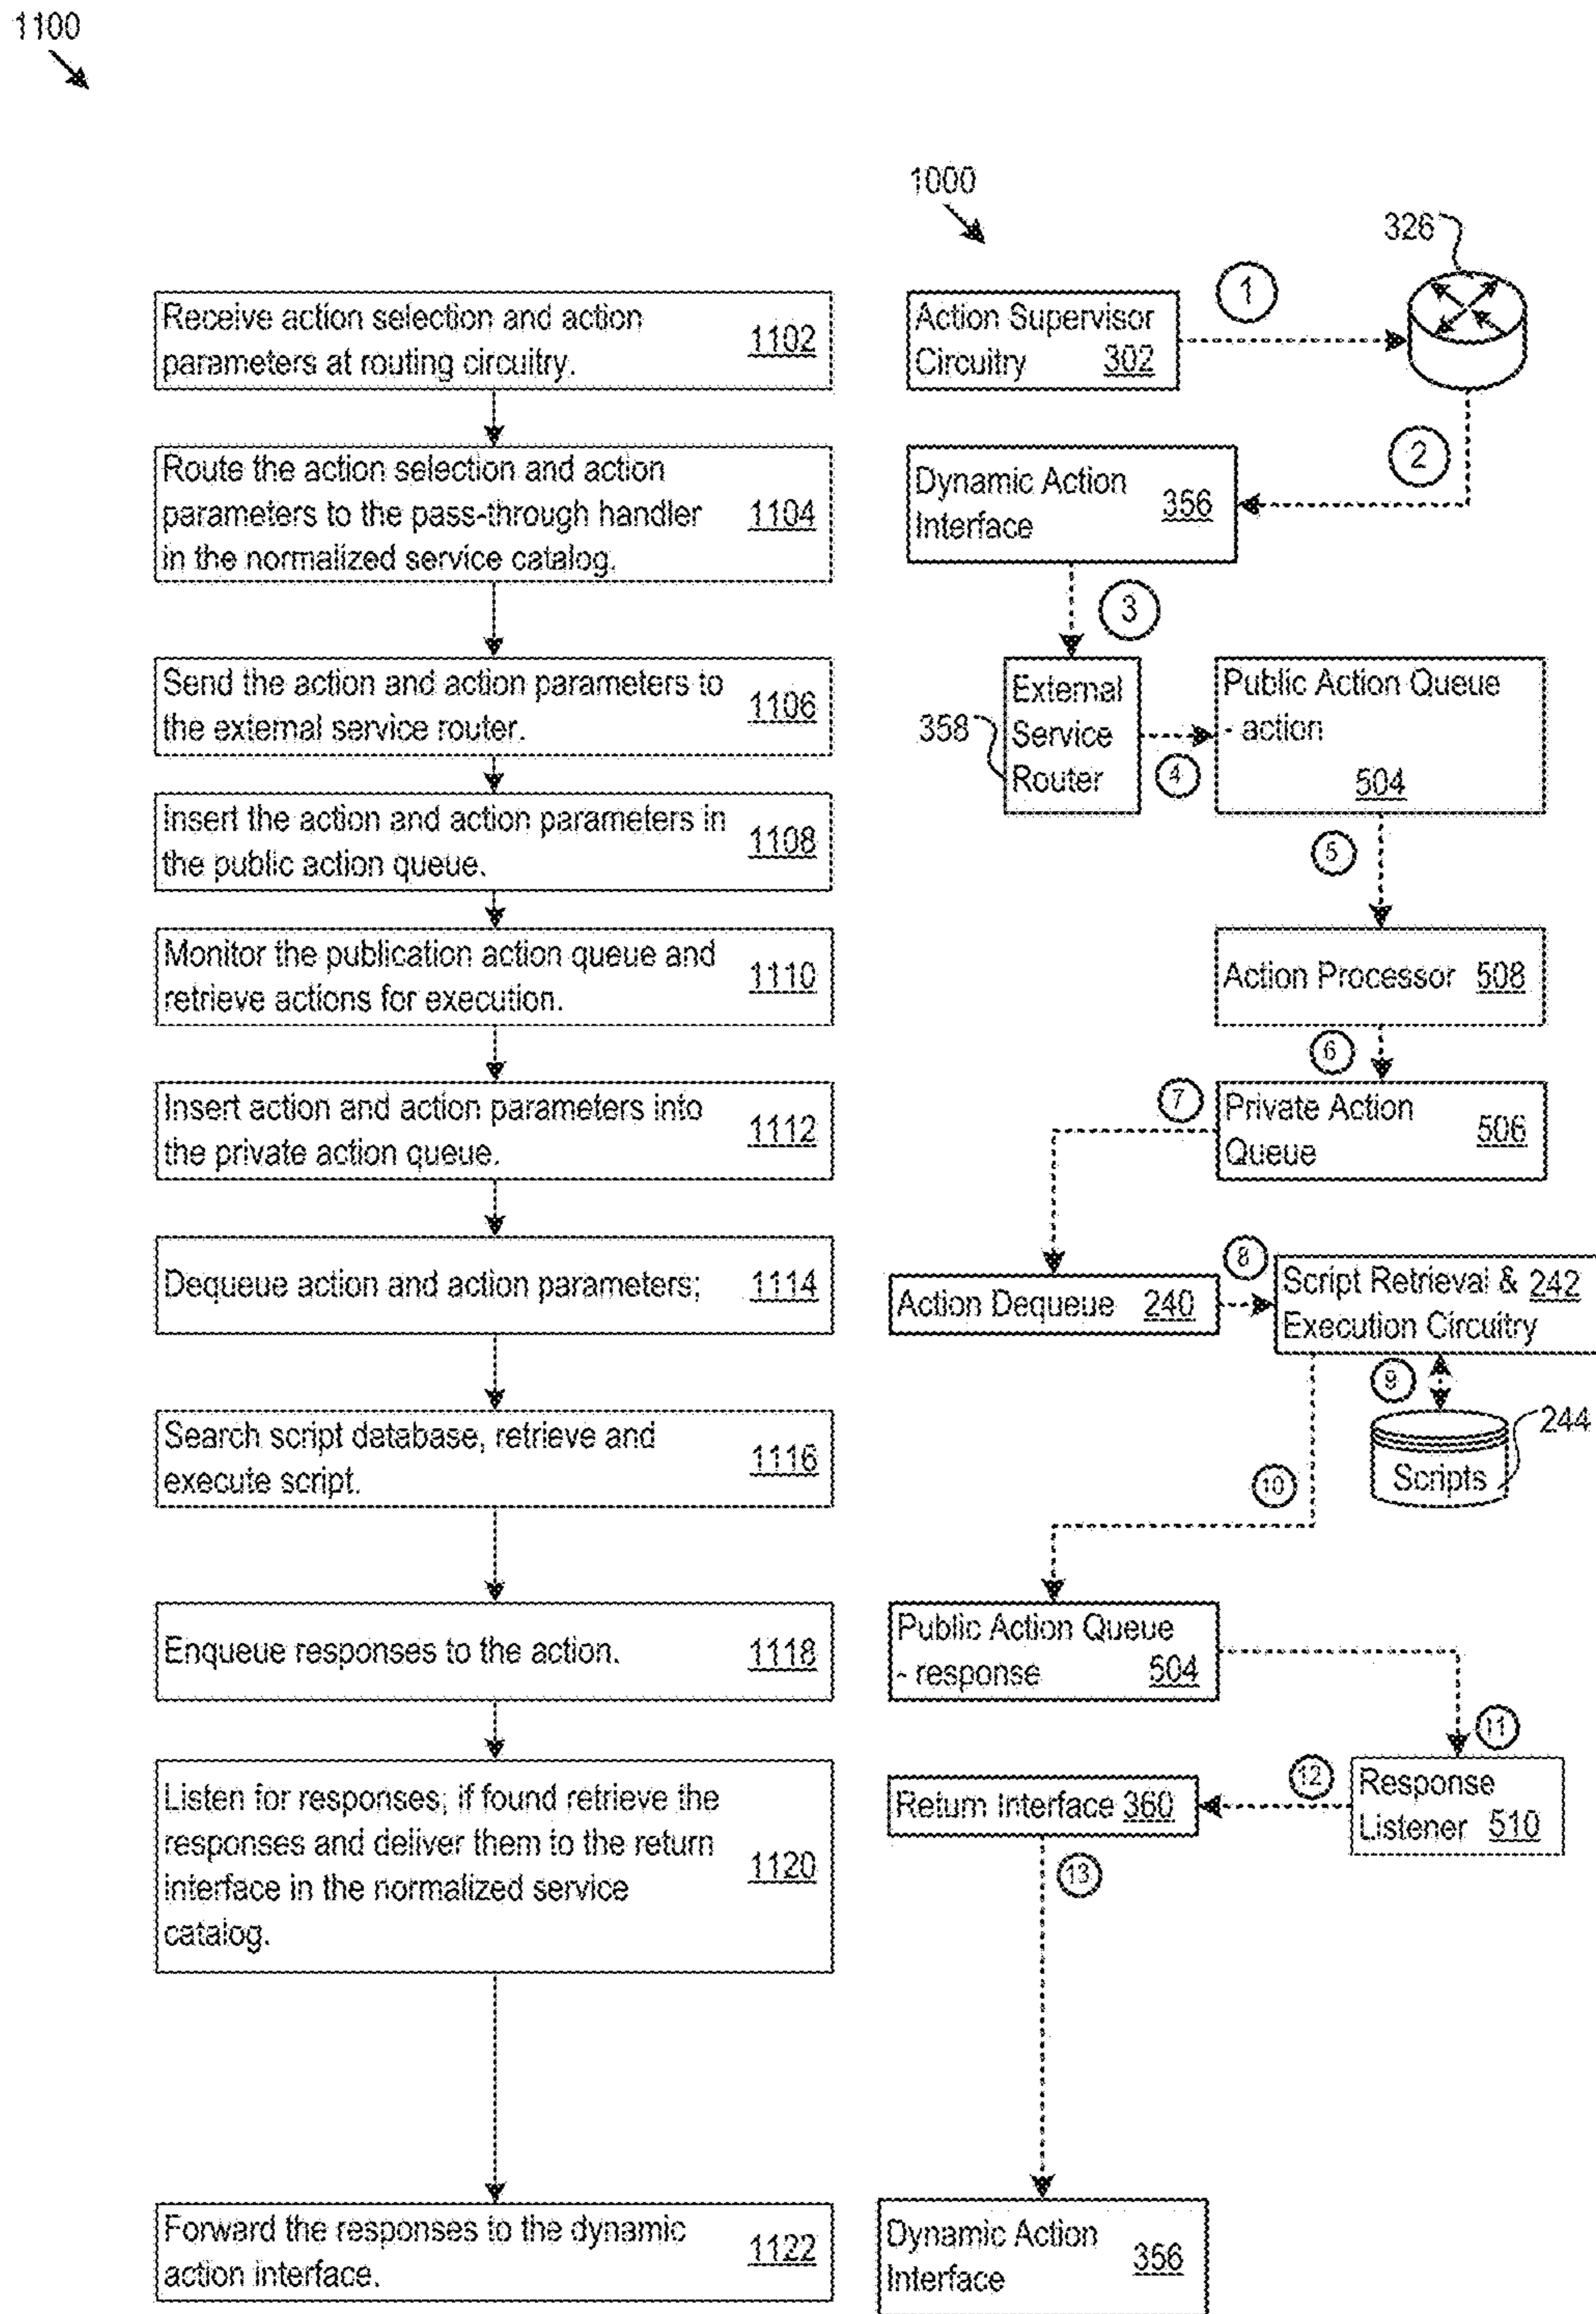 1100
Receive action selection and action
parameters at routing circuitry.
1102
Route the action selection and action
parameters to the pass-through handler
in the normalized service catalog.
1104
Send the action and action parameters to
the external service router.
1106
Insert the action and action parameters in
the public action queue.
1108
Monitor the publication action queue and
retrieve actions for execution.
1110
Insert action and action parameters into
the private action queue.
1112
Dequeue action and action parameters;
1114
Search script database, retrieve and
execute script.
1116
Enqueue responses to the action.
1118
Listen for responses; if found retrieve the
responses and deliver them to the return
interface in the normalized service
catalog.
1120
Forward the responses to the dynamic
action interface.
1122
1000
Action Supervisor
Circuitry 302
1
326
2
Dynamic Action
Interface
356
3
External
Service
Router
358
4
Public Action Queue
- action
504
5
Action Processor 508
6
Private Action
Queue
506
7
Action Dequeue 240
8
Script Retrieval & 242
Execution Circuitry
9
244
Scripts
10
Public Action Queue
- response 504
11
Response
Listener 510
12
Return Interface 360
13
Dynamic Action
Interface
356